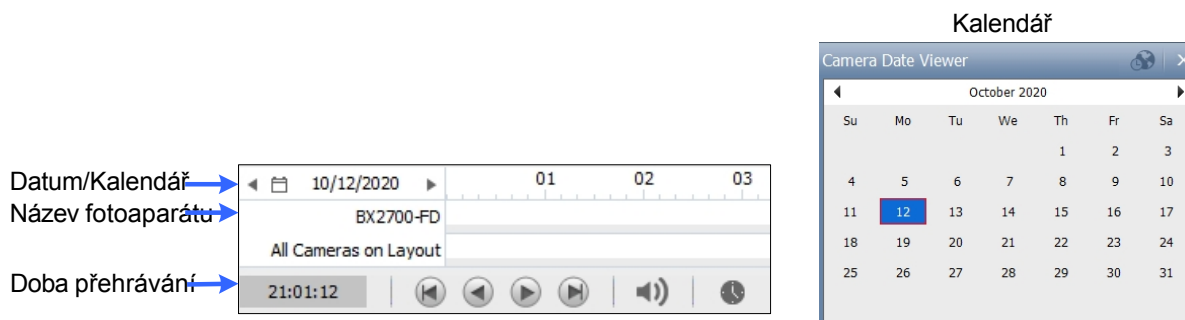 Kalendář
Camera Date Viewer
October 2020
Su Mo Tu We Th Fr Sa
1 2 3
4 5 6 7 8 9 10
11 12 13 14 15 16 17
18 19 20 21 22 23 24
25 26 27 28 29 30 31
Datum/Kalendář
Název fotoaparátu
Doba přehrávání
10/12/2020 01 02 03
BX2700-FD
All Cameras on Layout
21:01:12